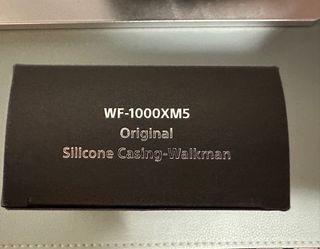 WF-1000XM5
Original
Silicone Casing-Walkman